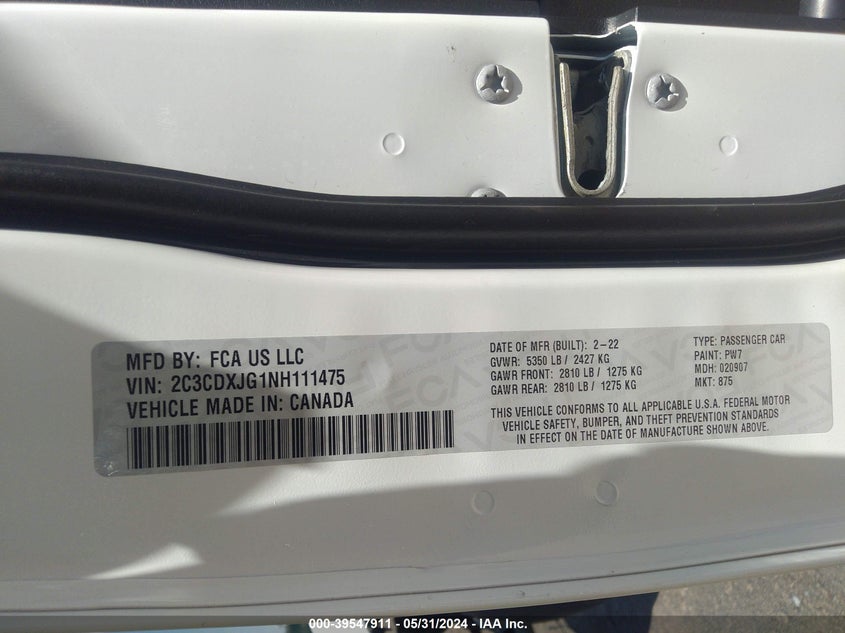 MFD BY: FCA US LLC
VIN: 2C3CDXJG1NH111475
VEHICLE MADE IN: CANADA
DATE OF MFR (BUILT): 2-22
GVWR: 5350 LB / 2427 KG
GAWR FRONT: 2810 LB / 1275 KG
GAWR REAR: 2810 LB / 1275 KG
TYPE: PASSENGER CAR
PAINT: PW7
MDH: 020907
MKT: 875
THIS VEHICLE CONFORMS TO ALL APPLICABLE U.S.A. FEDERAL MOTOR
VEHICLE SAFETY, BUMPER, AND THEFT PREVENTION STANDARDS
IN EFFECT ON THE DATE OF MANUFACTURE SHOWN ABOVE.
000-39547911 - 05/31/2024 - IAA Inc.